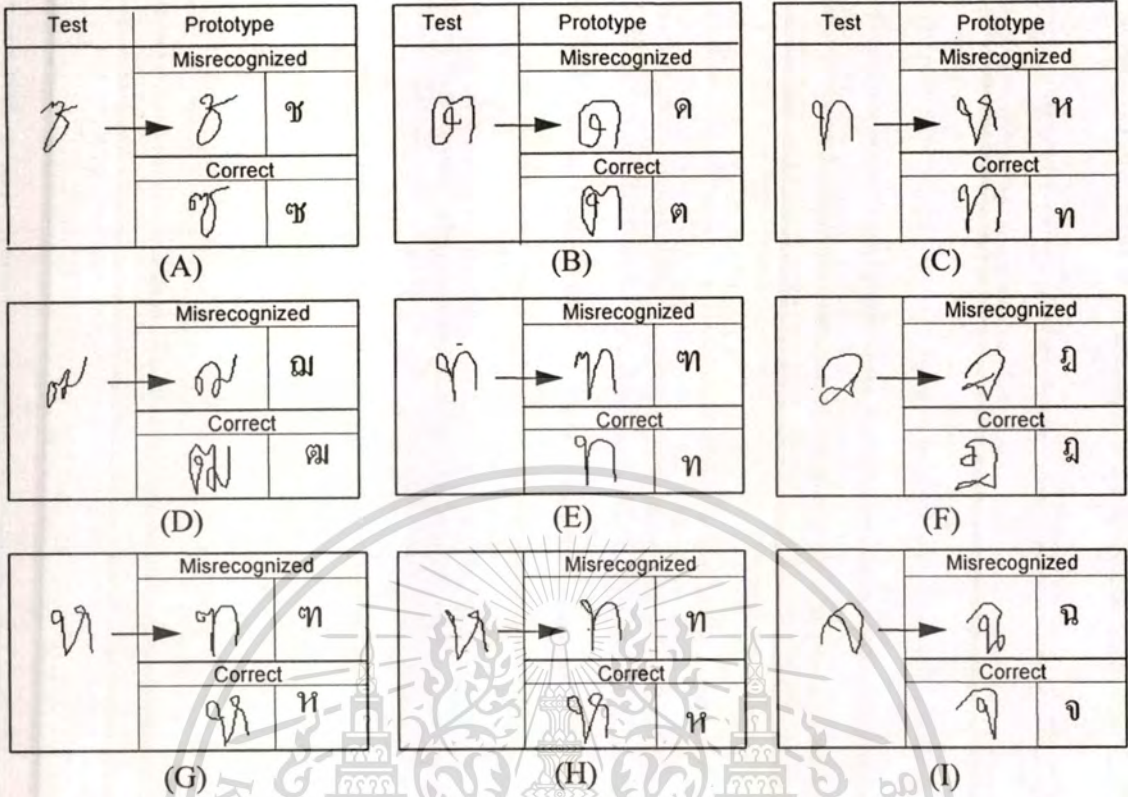 Test Prototype
Misrecognized
ช
Correct
ซ
(A)
Test Prototype
Misrecognized
ด
Correct
ต
(B)
Test Prototype
Misrecognized
ห
Correct
ท
(C)
Misrecognized
ฌ
Correct
ฒ
(D)
Misrecognized
ฑ
Correct
ท
(E)
Misrecognized
ฎ
Correct
ฎ
(F)
Misrecognized
ฑ
Correct
ห
(G)
Misrecognized
ท
Correct
ห
(H)
Misrecognized
ฉ
Correct
จ
(I)